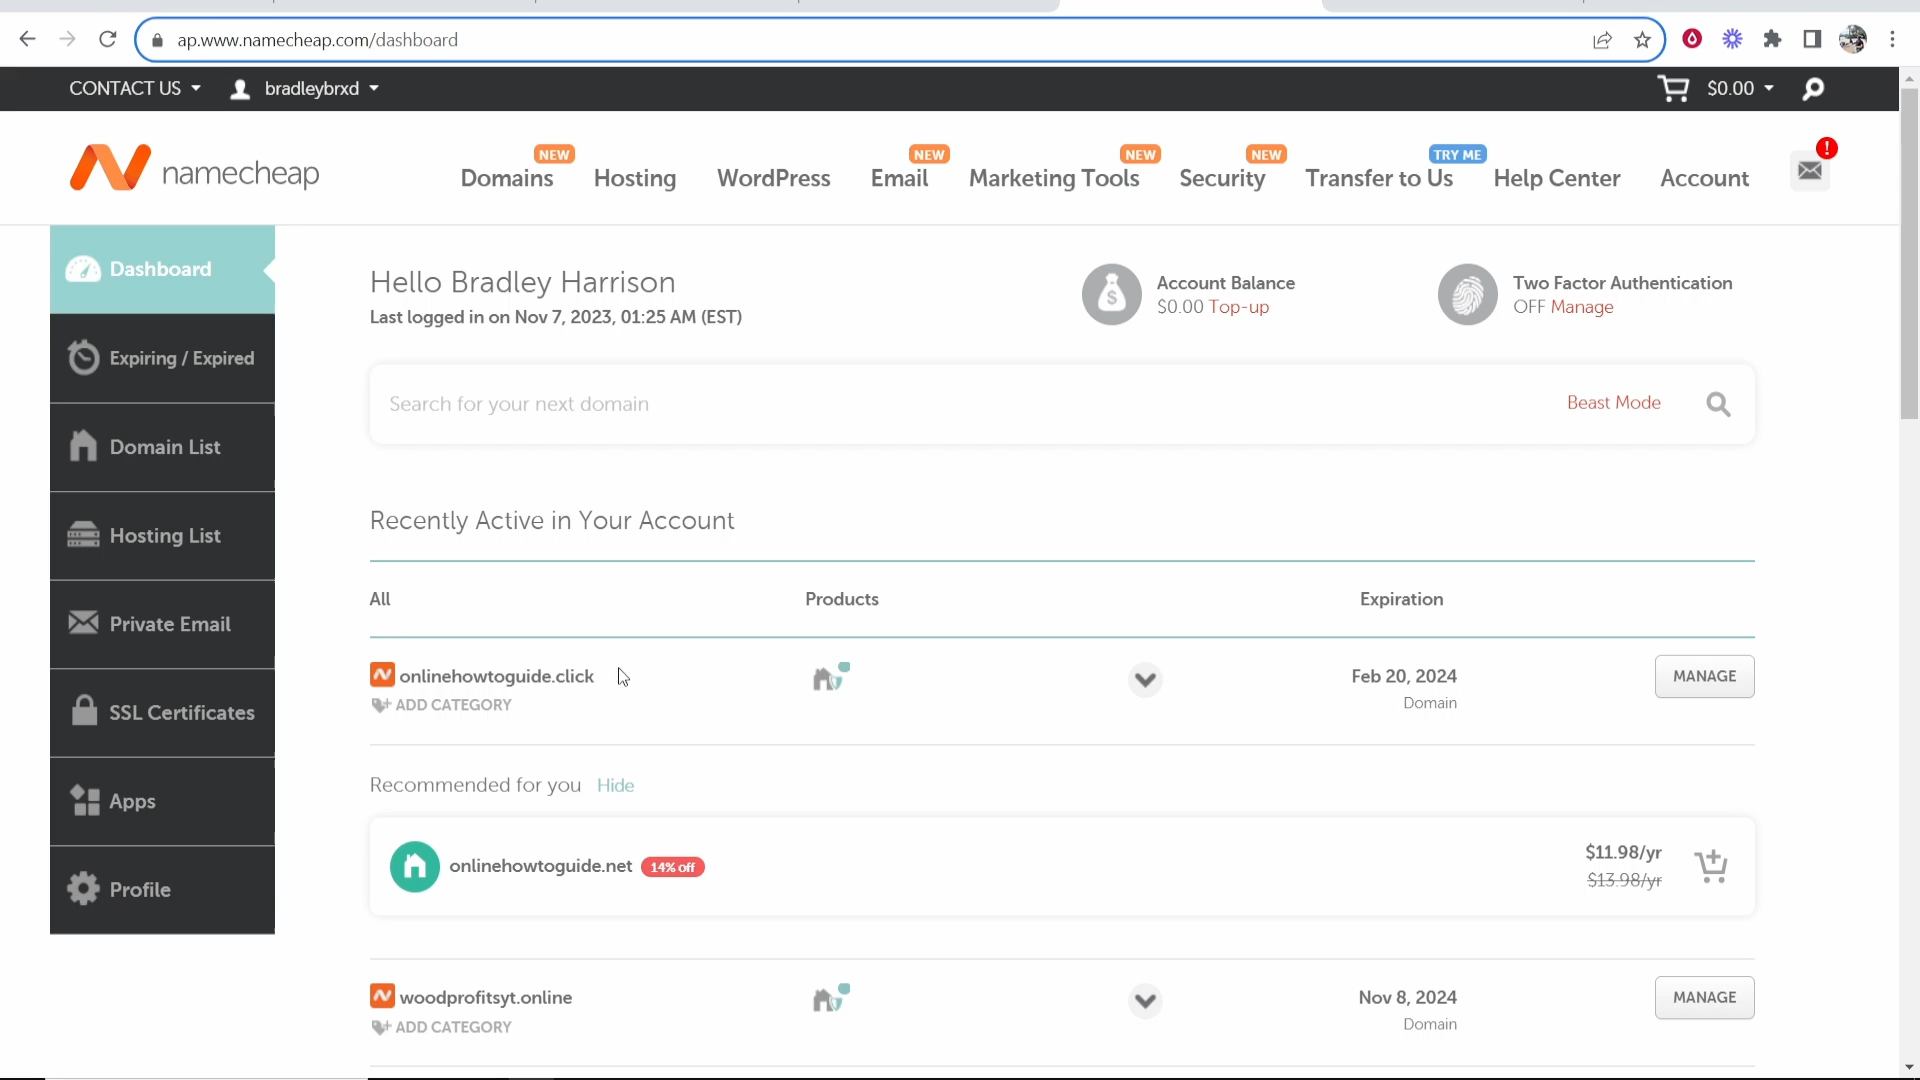 ap.www.namecheap.com/dashboard
CONTACT US
bradleybrxd
$0.00
namecheap
NEW
Domains
Hosting
WordPress
NEW
Email
NEW
Marketing Tools
NEW
Security
TRY ME
Transfer to Us
Help Center
Account
!
Dashboard
Expiring / Expired
Domain List
Hosting List
Private Email
SSL Certificates
Apps
Profile
Hello Bradley Harrison
Last logged in on Nov 7, 2023, 01:25 AM (EST)
Account Balance
$0.00 Top-up
Two Factor Authentication
OFF Manage
Search for your next domain
Beast Mode
Recently Active in Your Account
All
Products
Expiration
onlinehowtoguide.click
ADD CATEGORY
Feb 20, 2024
Domain
MANAGE
Recommended for you Hide
onlinehowtoguide.net 14% off
$11.98/yr
$13.98/yr
woodprofitsyt.online
ADD CATEGORY
Nov 8, 2024
Domain
MANAGE